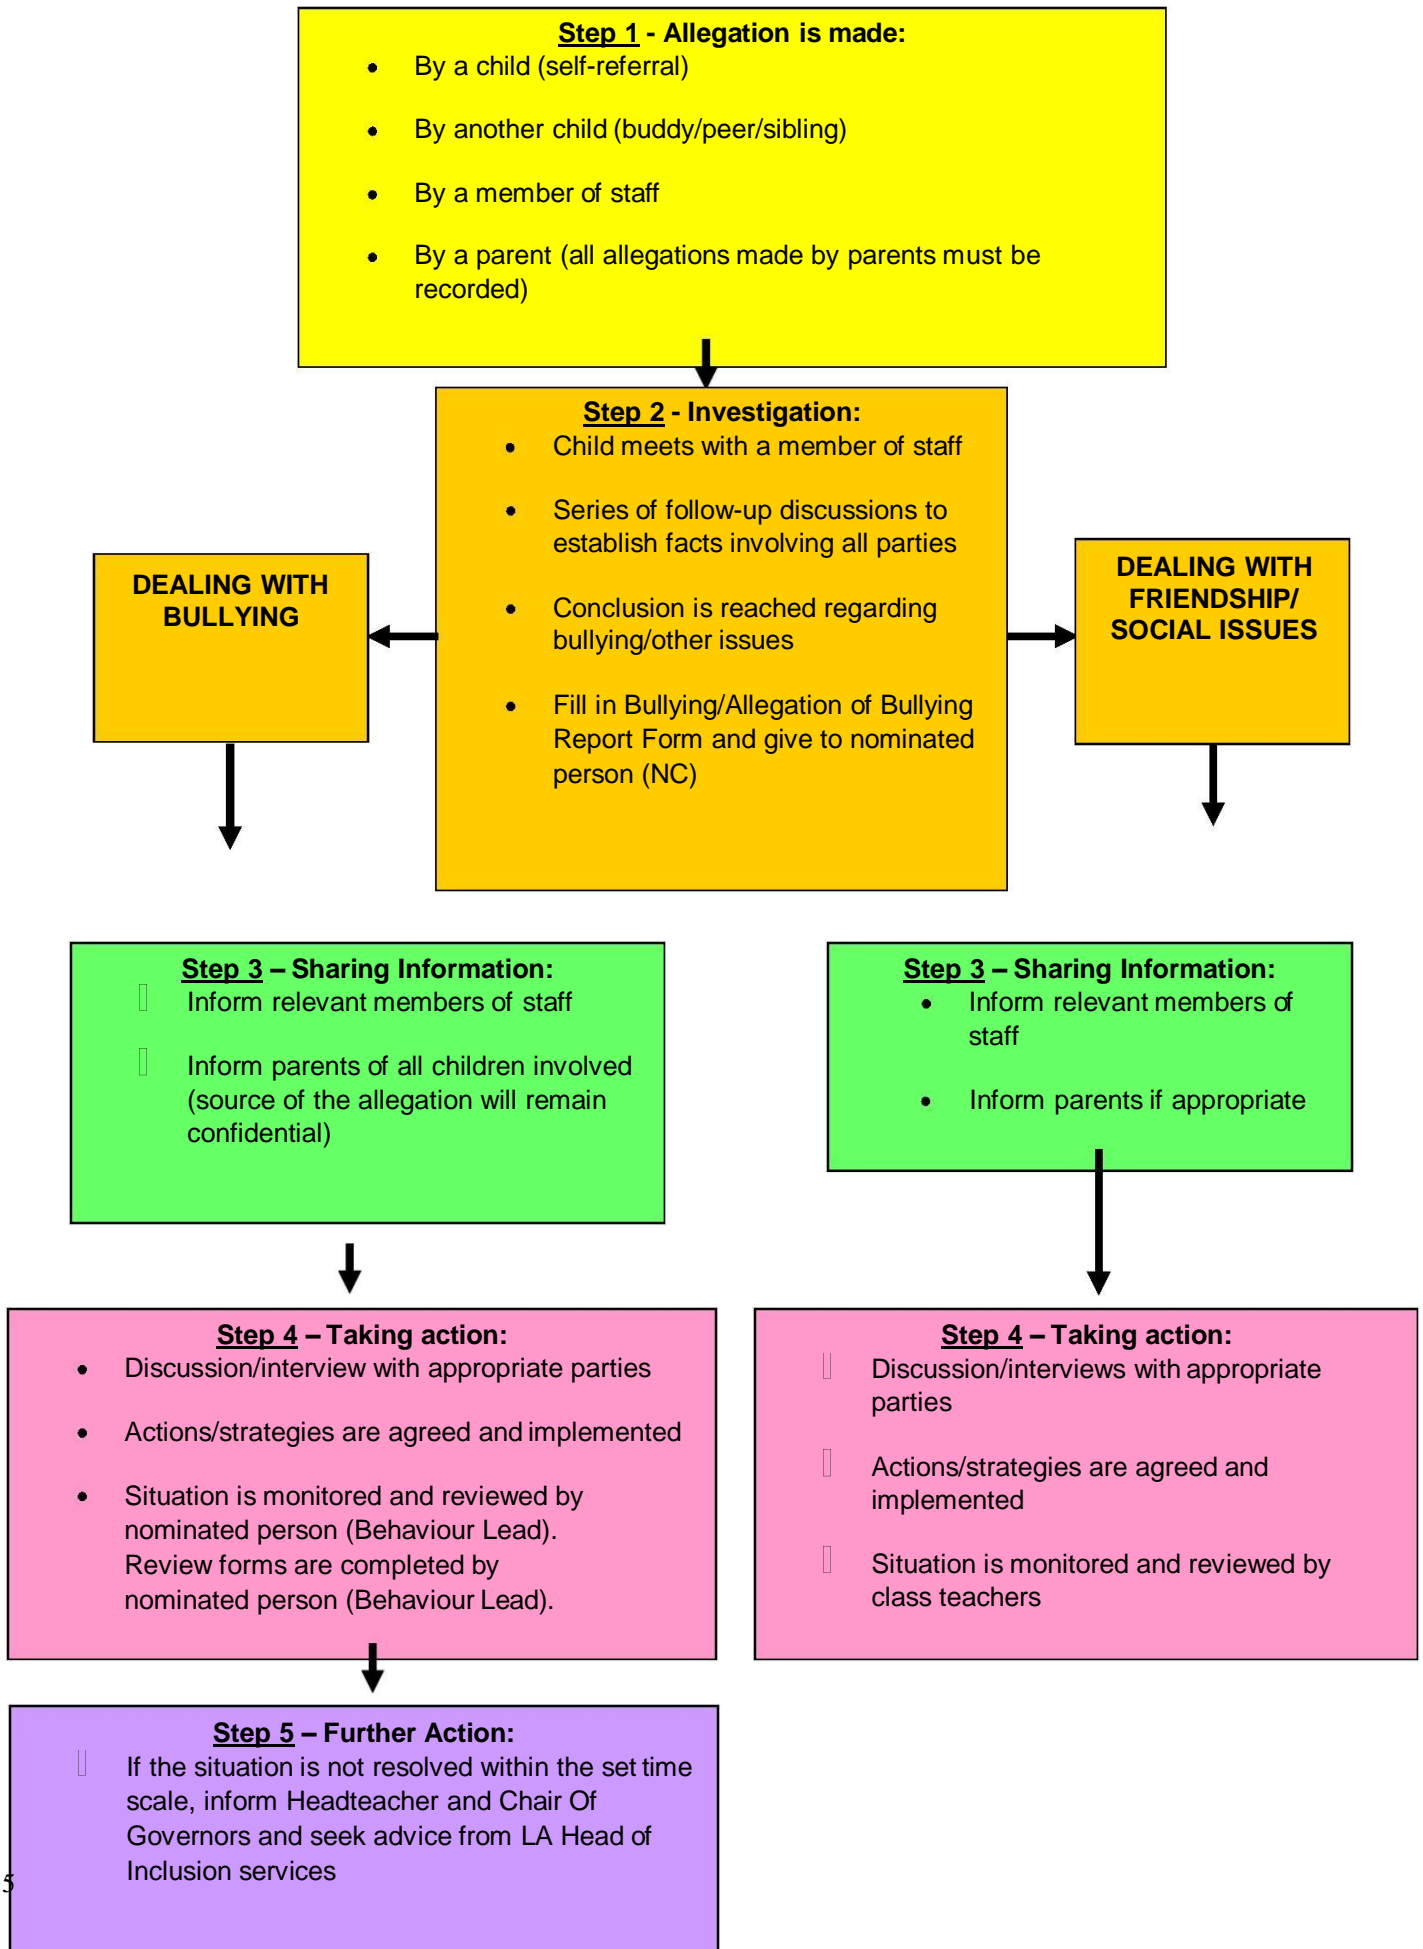 Step 1 - Allegation is made:
• By a child (self-referral)
• By another child (buddy/peer/sibling)
• By a member of staff
• By a parent (all allegations made by parents must be
recorded)
Step 2 - Investigation:
• Child meets with a member of staff
• Series of follow-up discussions to
establish facts involving all parties
• Conclusion is reached regarding
bullying/other issues
• Fill in Bullying/Allegation of Bullying
Report Form and give to nominated
person (NC)
DEALING WITH
BULLYING
DEALING WITH
FRIENDSHIP/
SOCIAL ISSUES
Step 3 – Sharing Information:
Inform relevant members of staff
Inform parents of all children involved
(source of the allegation will remain
confidential)
Step 3 – Sharing Information:
• Inform relevant members of
staff
• Inform parents if appropriate
Step 4 – Taking action:
• Discussion/interview with appropriate parties
• Actions/strategies are agreed and implemented
• Situation is monitored and reviewed by
nominated person (Behaviour Lead).
Review forms are completed by
nominated person (Behaviour Lead).
Step 4 – Taking action:
Discussion/interviews with appropriate
parties
Actions/strategies are agreed and
implemented
Situation is monitored and reviewed by
class teachers
Step 5 – Further Action:
If the situation is not resolved within the set time
scale, inform Headteacher and Chair Of
Governors and seek advice from LA Head of
Inclusion services
5